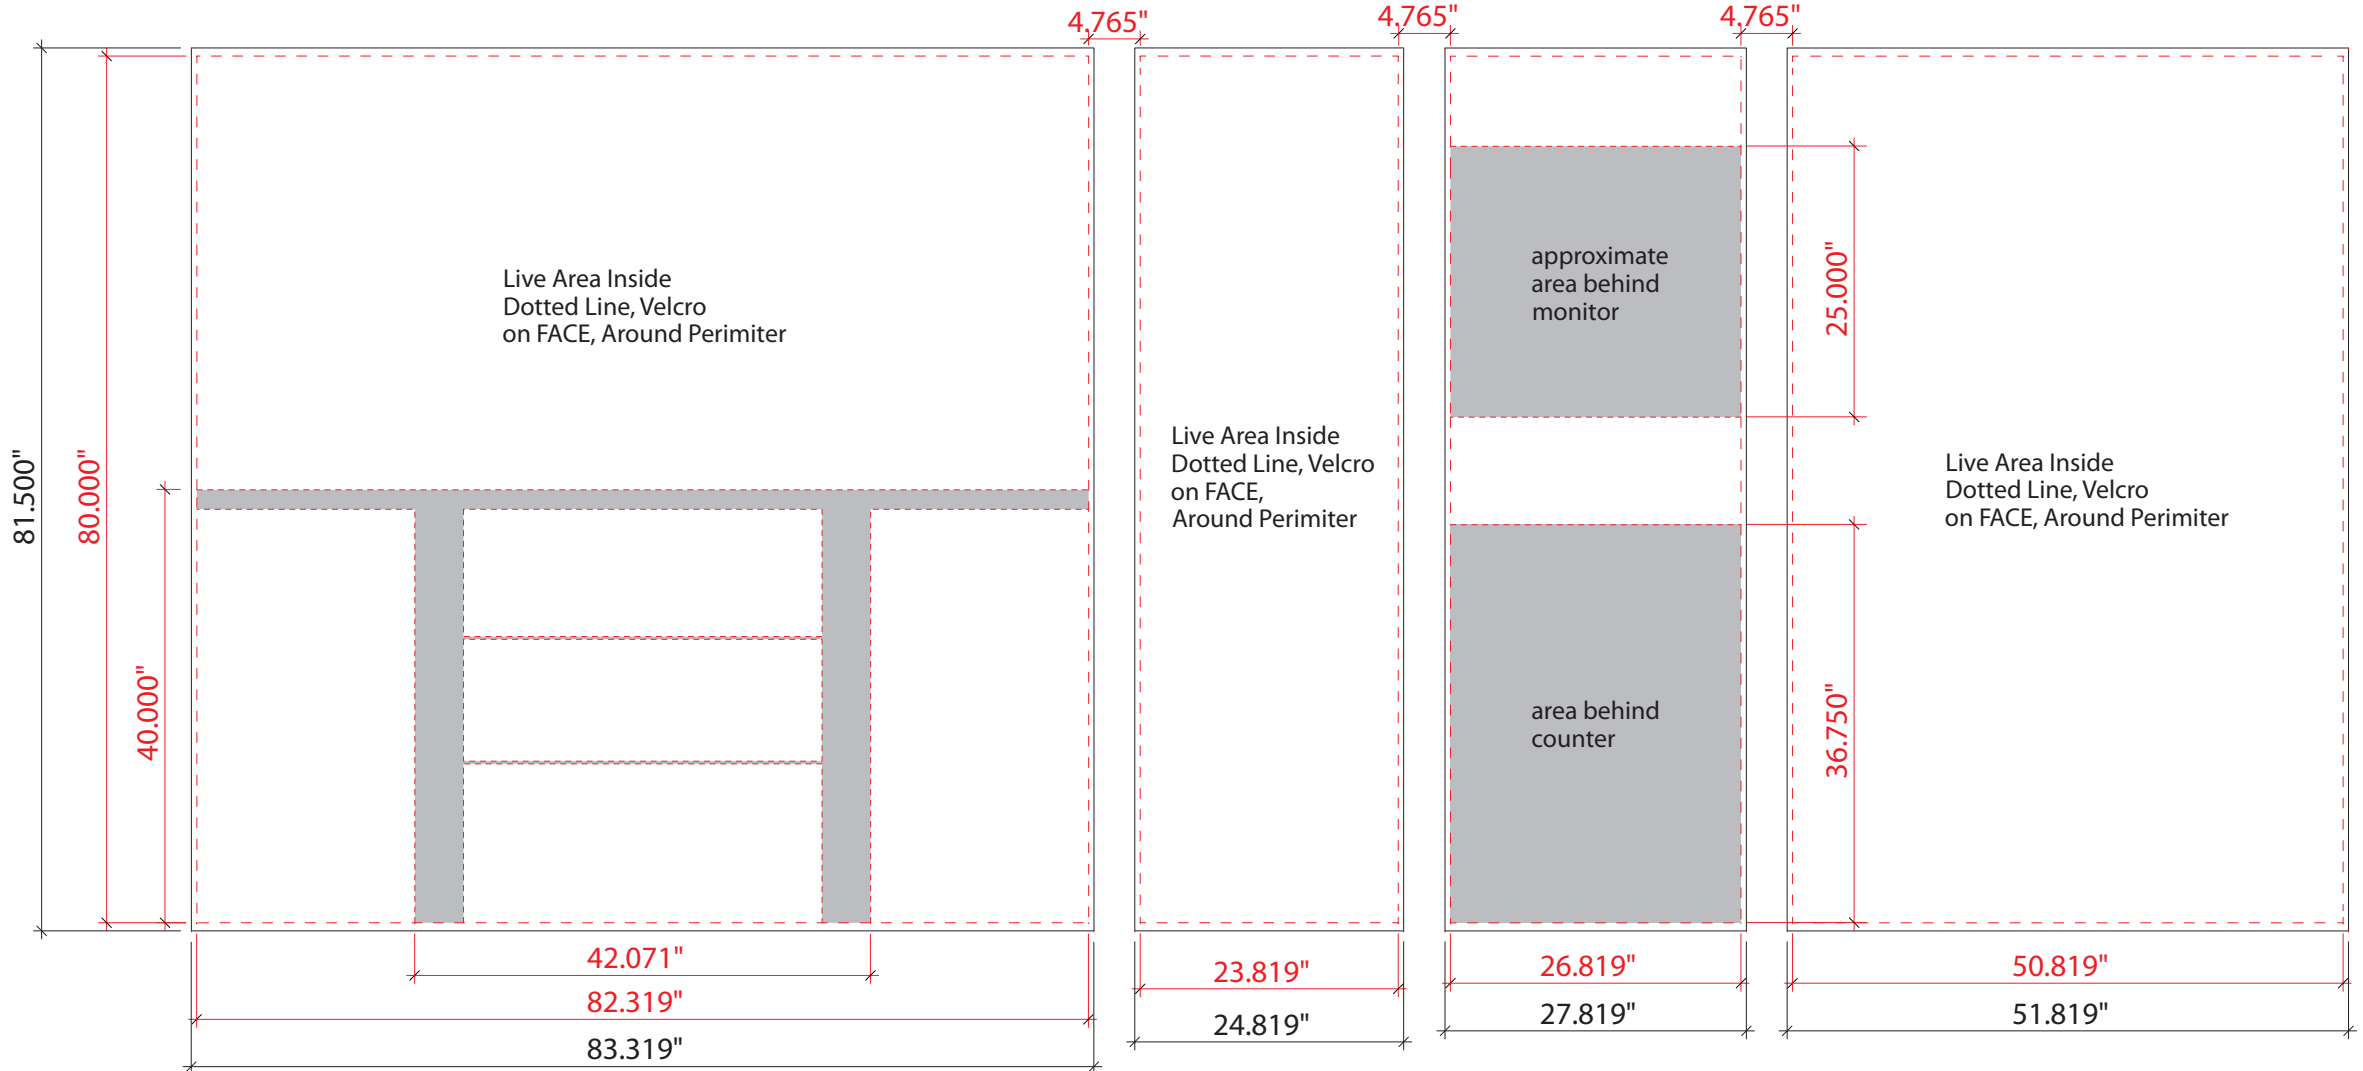 4.765"
4.765"
4.765"
Live Area Inside
Dotted Line, Velcro
on FACE, Around Perimiter
approximate
area behind
monitor
25.000"
Live Area Inside
Dotted Line, Velcro
on FACE,
Around Perimiter
Live Area Inside
Dotted Line, Velcro
on FACE, Around Perimiter
81.500"
80.000"
40.000"
area behind
counter
36.750"
42.071"
82.319"
83.319"
23.819"
24.819"
26.819"
27.819"
50.819"
51.819"